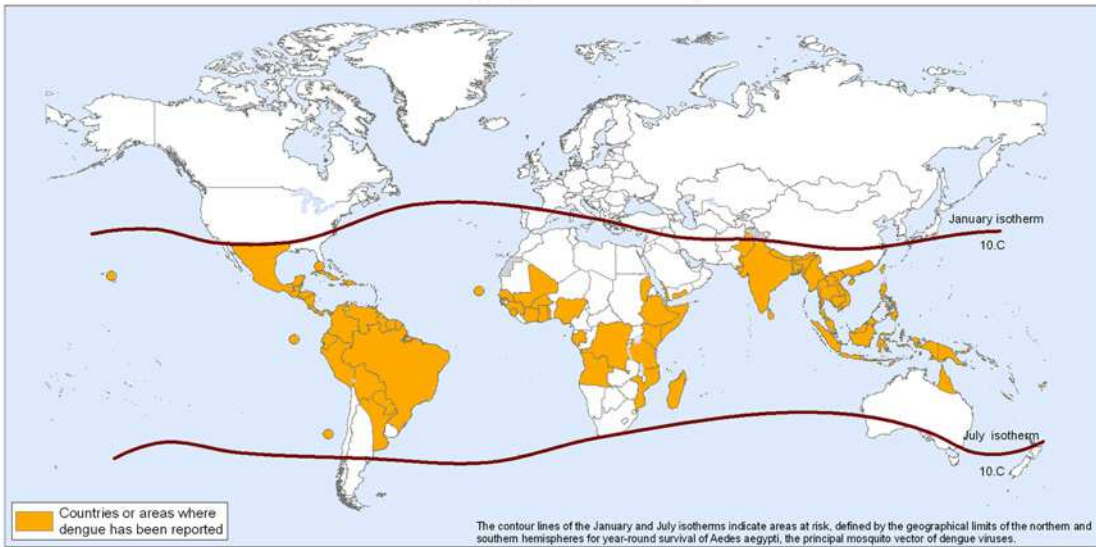 January isotherm
10.C
July isotherm
10.C
Countries or areas where
dengue has been reported
The contour lines of the January and July isotherms indicate areas at risk, defined by the geographical limits of the northern and
southern hemispheres for year-round survival of Aedes aegypti, the principal mosquito vector of dengue viruses.